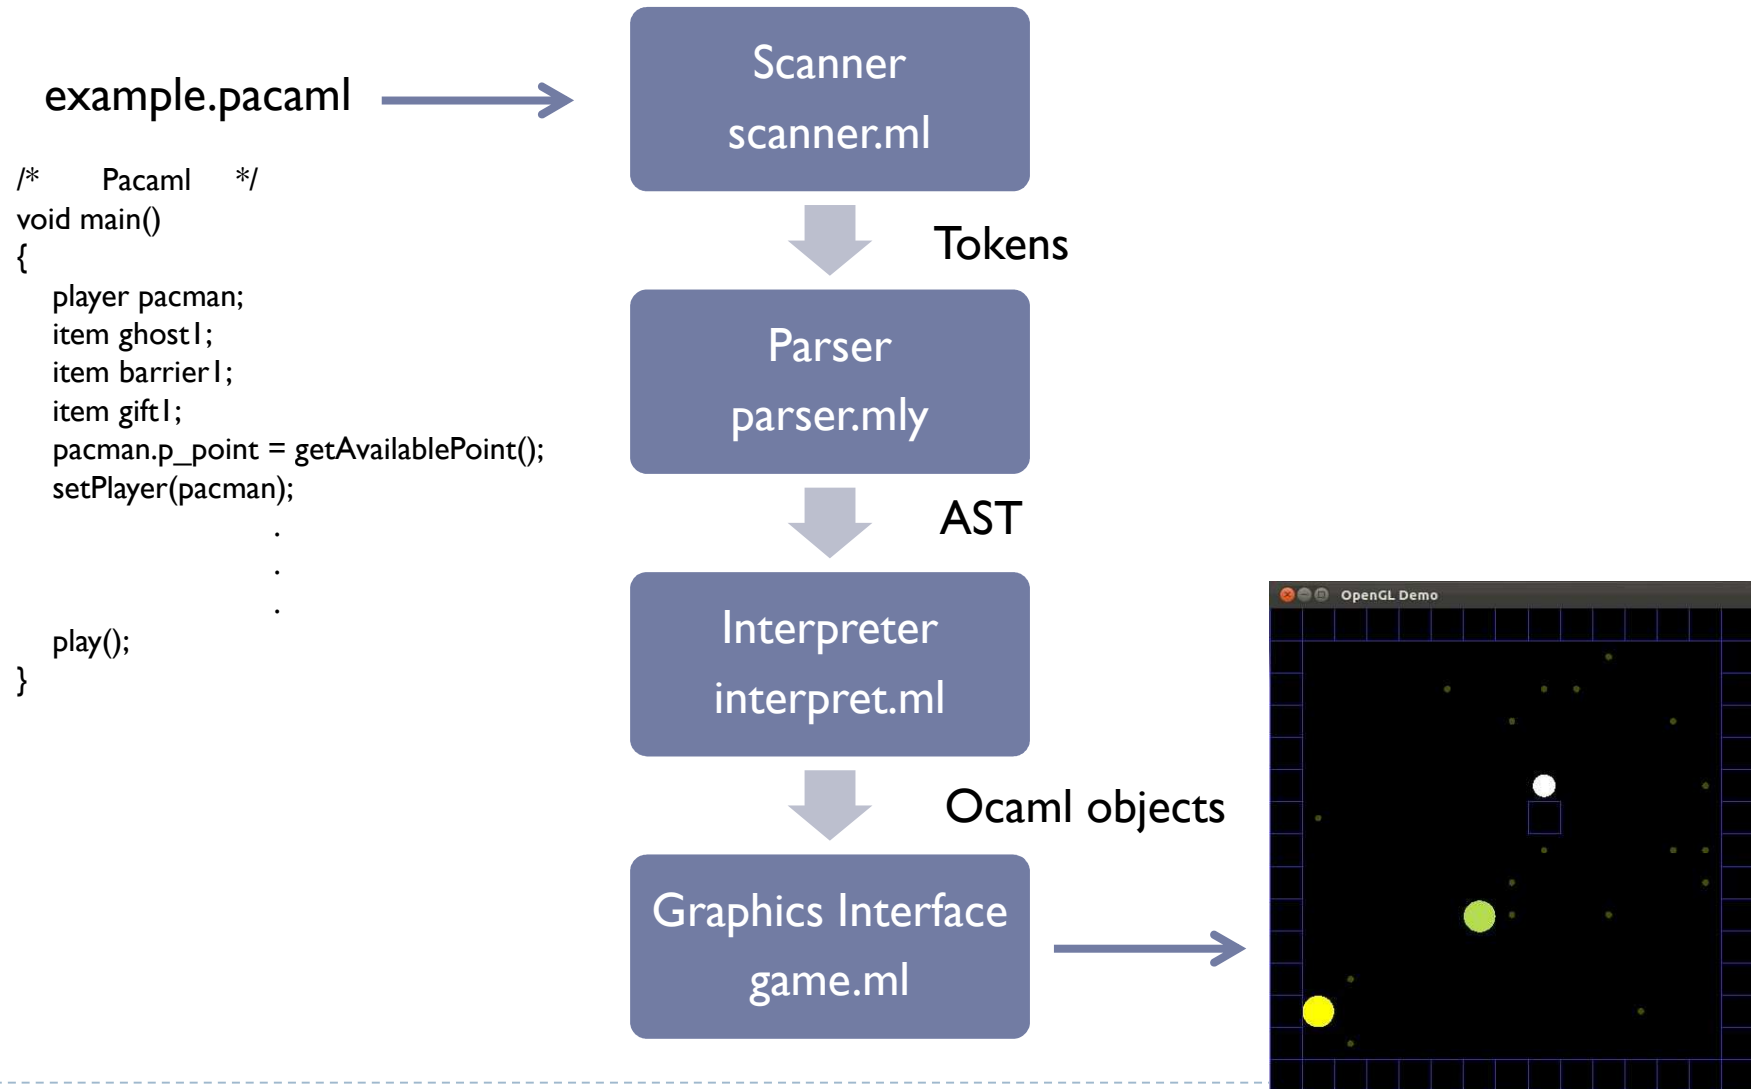 example.pacaml
/* Pacaml */
void main()
{
player pacman;
item ghost1;
item barrier1;
item gift1;
pacman.p_point = getAvailablePoint();
setPlayer(pacman);
.
.
.
play();
}
Scanner
scanner.ml
Tokens
Parser
parser.mly
AST
Interpreter
interpret.ml
Ocaml objects
Graphics Interface
game.ml
OpenGL Demo